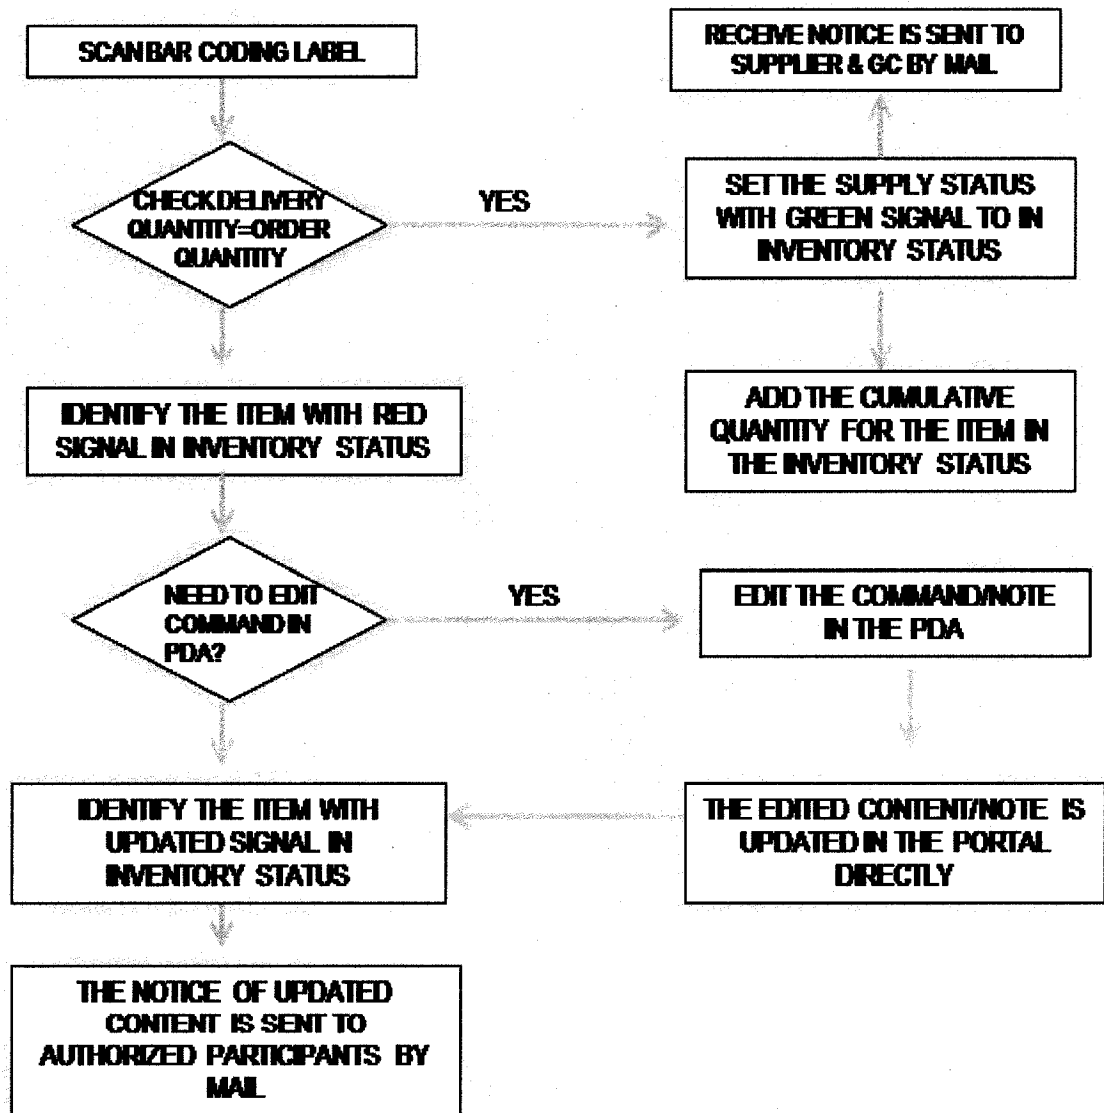 SCAN BAR CODING LABEL
RECEIVE NOTICE IS SENT TO
SUPPLIER & GC BY MAIL
CHECK DELIVERY
QUANTITY=ORDER
QUANTITY
YES
SET THE SUPPLY STATUS
WITH GREEN SIGNAL TO IN
INVENTORY STATUS
IDENTIFY THE ITEM WITH RED
SIGNAL IN INVENTORY STATUS
ADD THE CUMULATIVE
QUANTITY FOR THE ITEM IN
THE INVENTORY STATUS
NEED TO EDIT
COMMAND IN
PDA?
YES
EDIT THE COMMAND/NOTE
IN THE PDA
IDENTIFY THE ITEM WITH
UPDATED SIGNAL IN
INVENTORY STATUS
THE EDITED CONTENT/NOTE IS
UPDATED IN THE PORTAL
DIRECTLY
THE NOTICE OF UPDATED
CONTENT IS SENT TO
AUTHORIZED PARTICIPANTS BY
MAIL